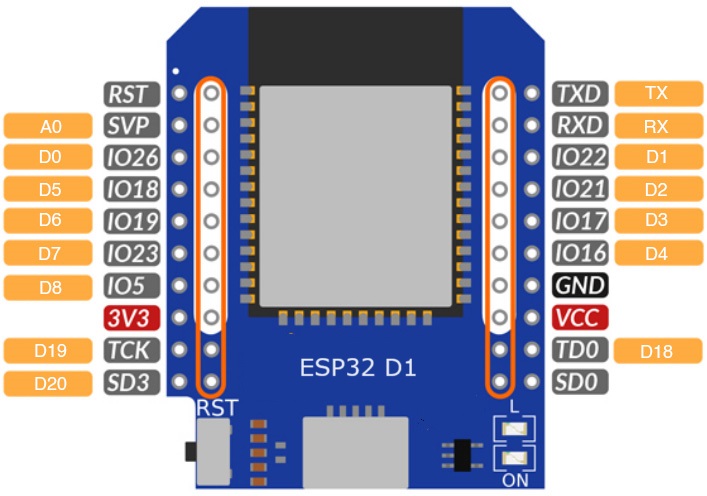 RST TXD TX
A0 SVP RXD RX
D0 IO26 IO22 D1
D5 IO18 IO21 D2
D6 IO19 IO17 D3
D7 IO23 IO16 D4
D8 IO5 GND
3V3 VCC
D19 TCK TD0 D18
D20 SD3 SD0
ESP32 D1
RST L
ON